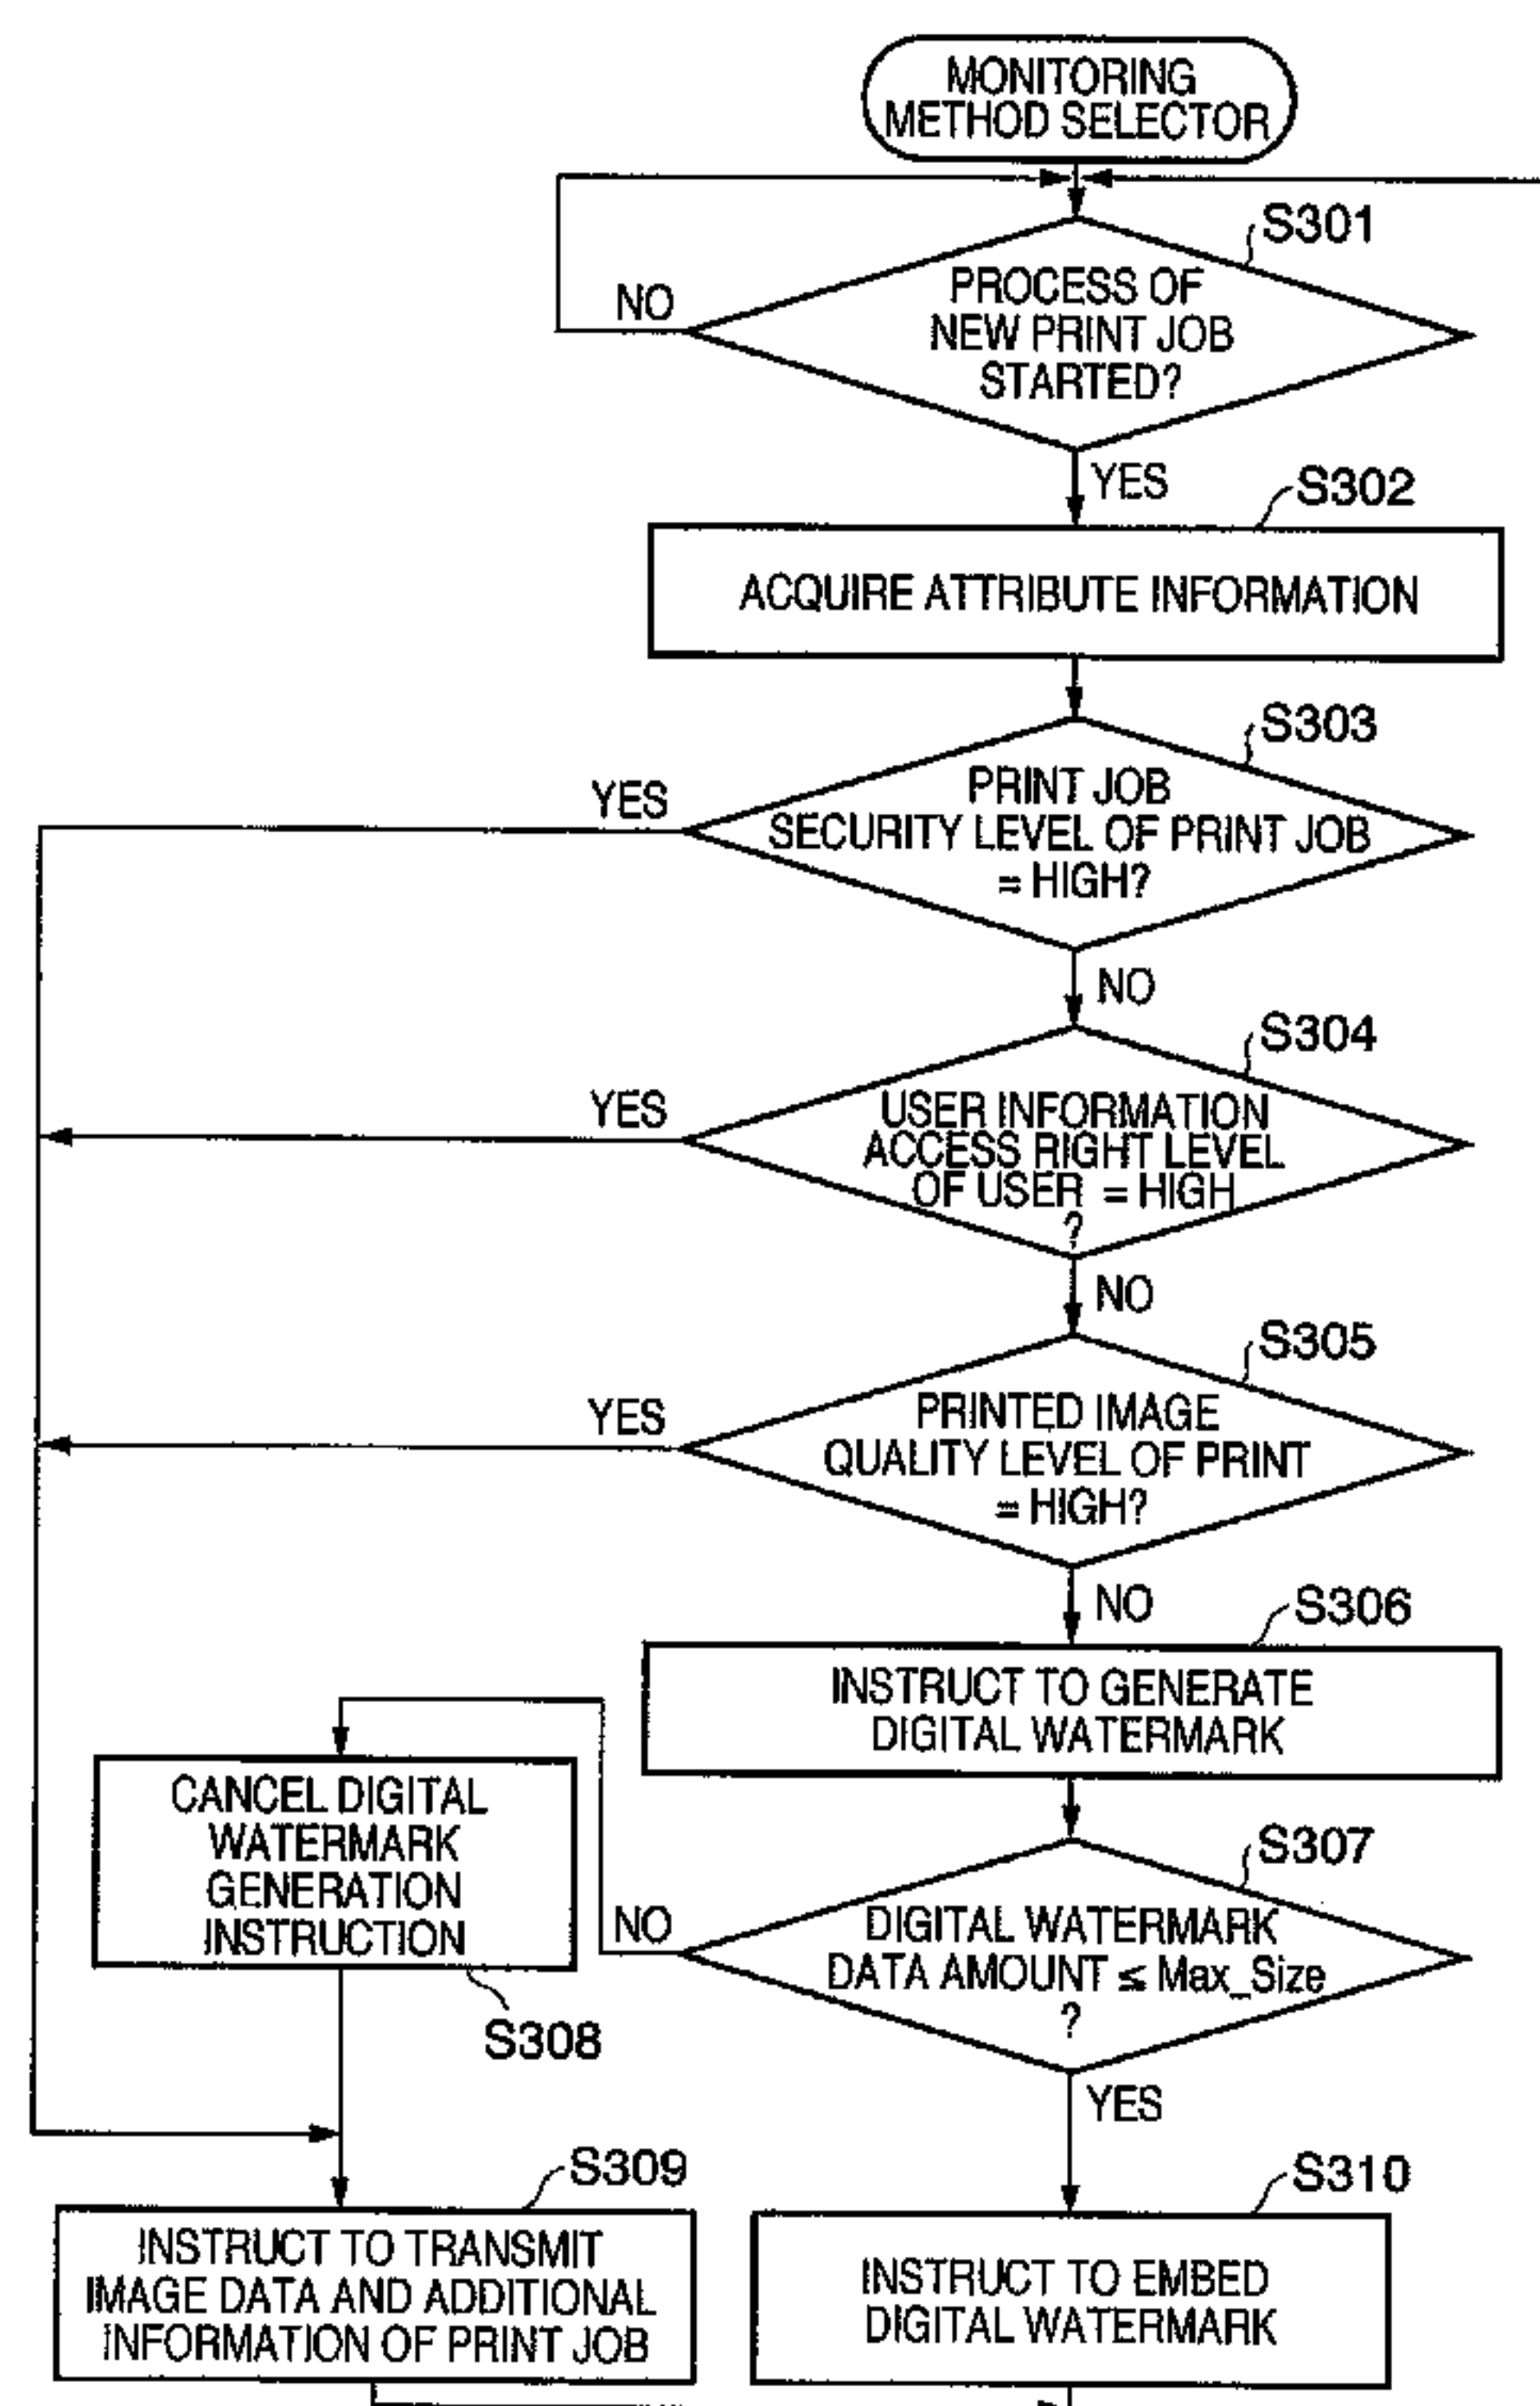 MONITORING
METHOD SELECTOR
S301
PROCESS OF
NEW PRINT JOB
STARTED?
NO
YES
S302
ACQUIRE ATTRIBUTE INFORMATION
S303
PRINT JOB
SECURITY LEVEL OF PRINT JOB
= HIGH?
YES
NO
S304
USER INFORMATION
ACCESS RIGHT LEVEL
OF USER = HIGH
?
YES
NO
S305
PRINTED IMAGE
QUALITY LEVEL OF PRINT
= HIGH?
YES
NO
S306
INSTRUCT TO GENERATE
DIGITAL WATERMARK
S307
DIGITAL WATERMARK
DATA AMOUNT ≤ Max_Size
?
NO
YES
CANCEL DIGITAL
WATERMARK
GENERATION
INSTRUCTION
S308
S309
INSTRUCT TO TRANSMIT
IMAGE DATA AND ADDITIONAL
INFORMATION OF PRINT JOB
S310
INSTRUCT TO EMBED
DIGITAL WATERMARK